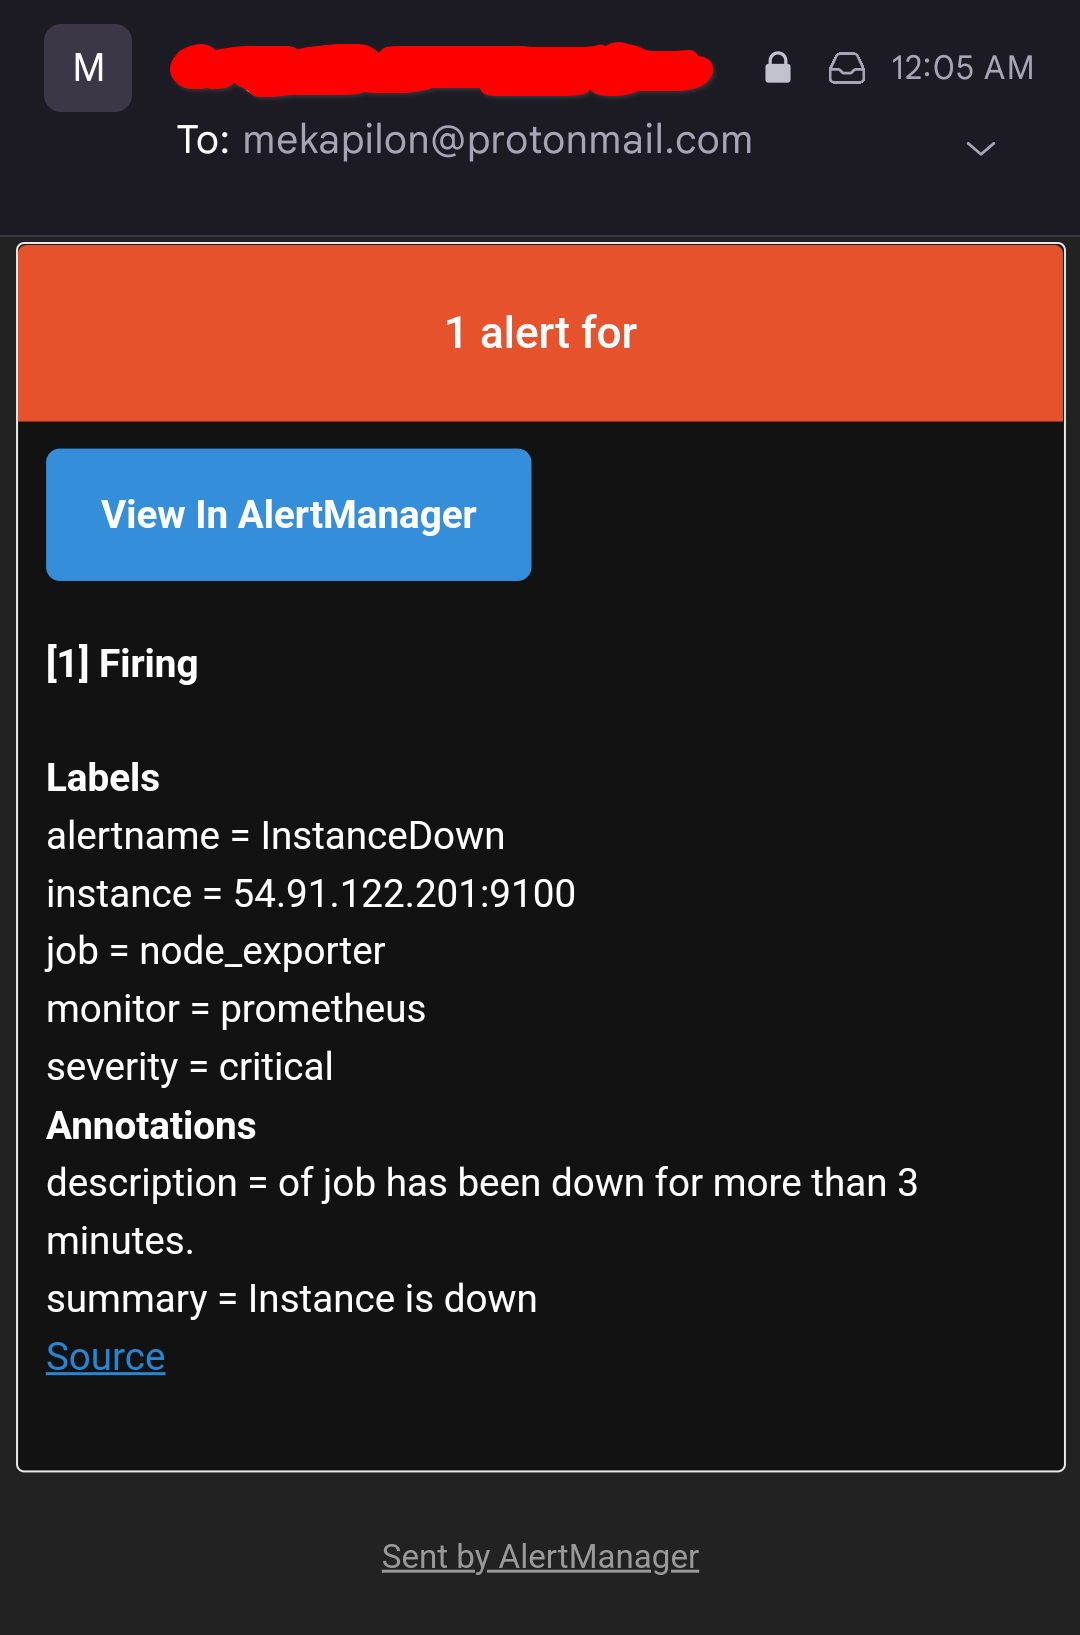 M
12:05 AM
To: mekapilon@protonmail.com
1 alert for
View In AlertManager
[1] Firing
Labels
alertname = InstanceDown
instance = 54.91.122.201:9100
job = node_exporter
monitor = prometheus
severity = critical
Annotations
description = of job has been down for more than 3
minutes.
summary = Instance is down
Source
Sent by AlertManager